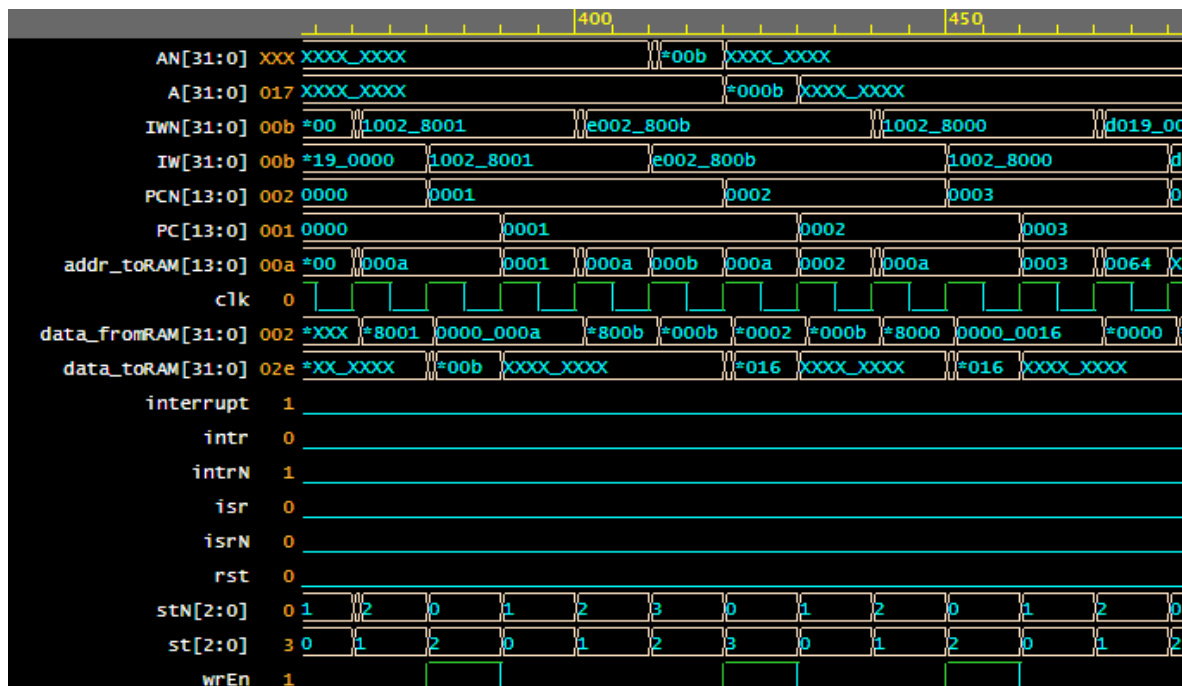 400 450
AN[31:0] XXX XXXX_XXXX *00b XXXX_XXXX
A[31:0] 017 XXXX_XXXX *000b XXXX_XXXX
IWN[31:0] 00b *00 1002_8001 e002_800b 1002_8000 d019_00
IW[31:0] 00b *19_0000 1002_8001 e002_800b 1002_8000 d
PCN[13:0] 002 0000 0001 0002 0003 0
PC[13:0] 001 0000 0001 0002 0003
addr_toRAM[13:0] 00a *00 000a 0001 000a 000b 000a 0002 000a 0003 0064 X
clk 0
data_fromRAM[31:0] 002 *XXX *8001 0000_000a *800b *000b *0002 *000b *8000 0000_0016 *0000 *
data_toRAM[31:0] 02e *XX_XXXX *00b XXXX_XXXX *016 XXXX_XXXX *016 XXXX_XXXX
interrupt 1
intr 0
intrN 1
isr 0
isrN 0
rst 0
stN[2:0] 0 1 2 0 1 2 3 0 1 2 0 1 2 0
st[2:0] 3 0 1 2 0 1 2 3 0 1 2 0 1 2
wrEn 1